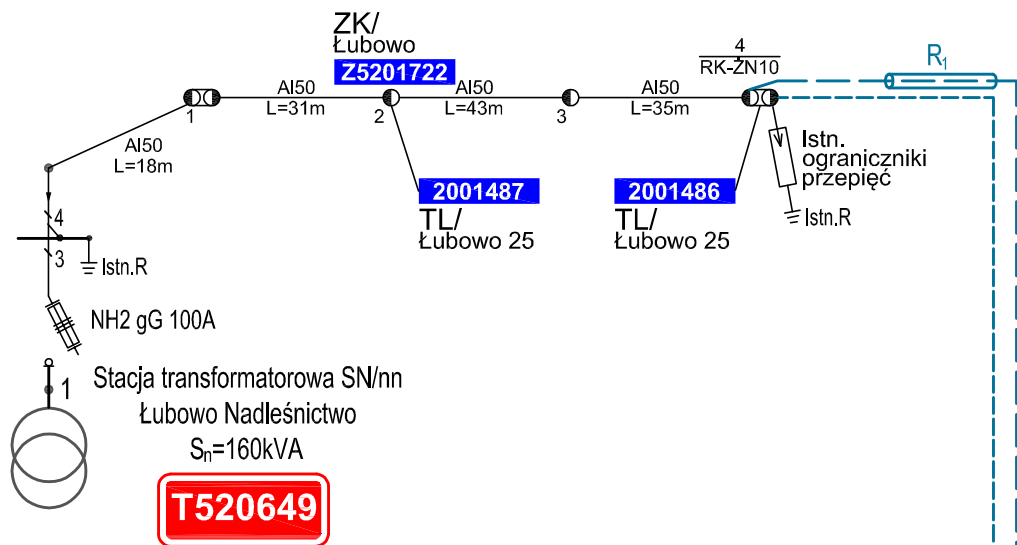 ZK/
Łubowo
Z5201722
4
RK-ŻN10
R₁
Al50
L=31m
Al50
L=43m
Al50
L=35m
1
2
3
Al50
L=18m
Istn.
ograniczniki
przepięć
2001487
TL/
Łubowo 25
2001486
TL/
Łubowo 25
Istn.R
4
3
Istn.R
NH2 gG 100A
1
Stacja transformatorowa SN/nn
Łubowo Nadleśnictwo
Sₙ=160kVA
T520649